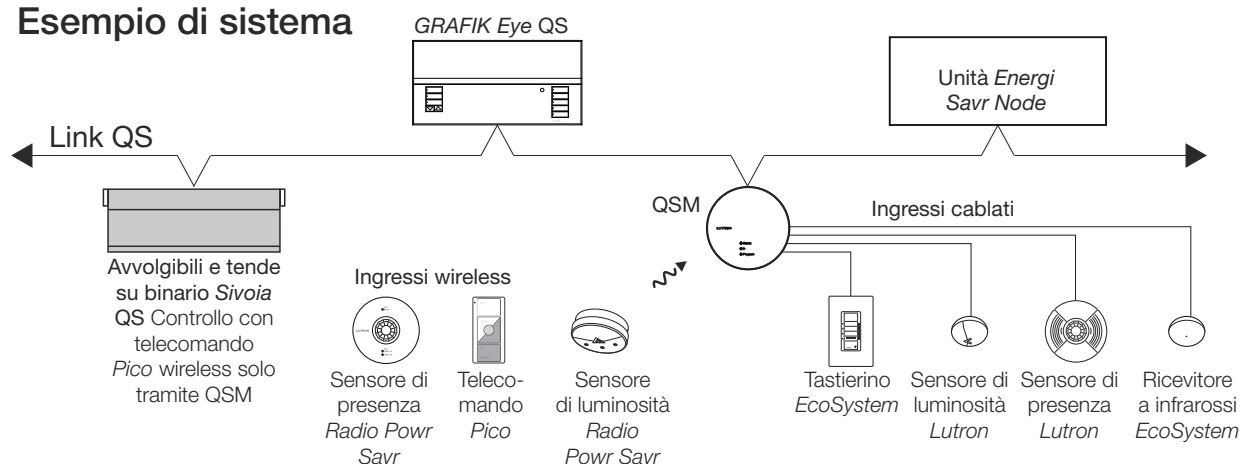 Esempio di sistema
GRAFIK Eye QS
Unità Energi
Savr Node
Link QS
QSM
Ingressi cablati
LUTRON
Avvolgibili e tende
su binario Sivoia
QS Controllo con
telecomando
Pico wireless solo
tramite QSM
Ingressi wireless
Sensore di
presenza
Radio Powr
Savr
Teleco-
mando
Pico
Sensore
di luminosità
Radio
Powr Savr
Tastierino
EcoSystem
Sensore di
luminosità
Lutron
Sensore di
presenza
Lutron
Ricevitore
a infrarossi
EcoSystem